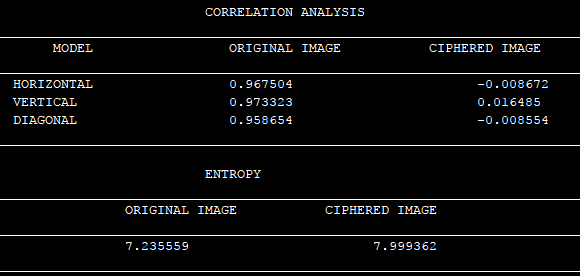 CORRELATION ANALYSIS
MODEL ORIGINAL IMAGE CIPHERED IMAGE
HORIZONTAL 0.967504 -0.008672
VERTICAL 0.973323 0.016485
DIAGONAL 0.958654 -0.008554
ENTROPY
ORIGINAL IMAGE CIPHERED IMAGE
7.235559 7.999362